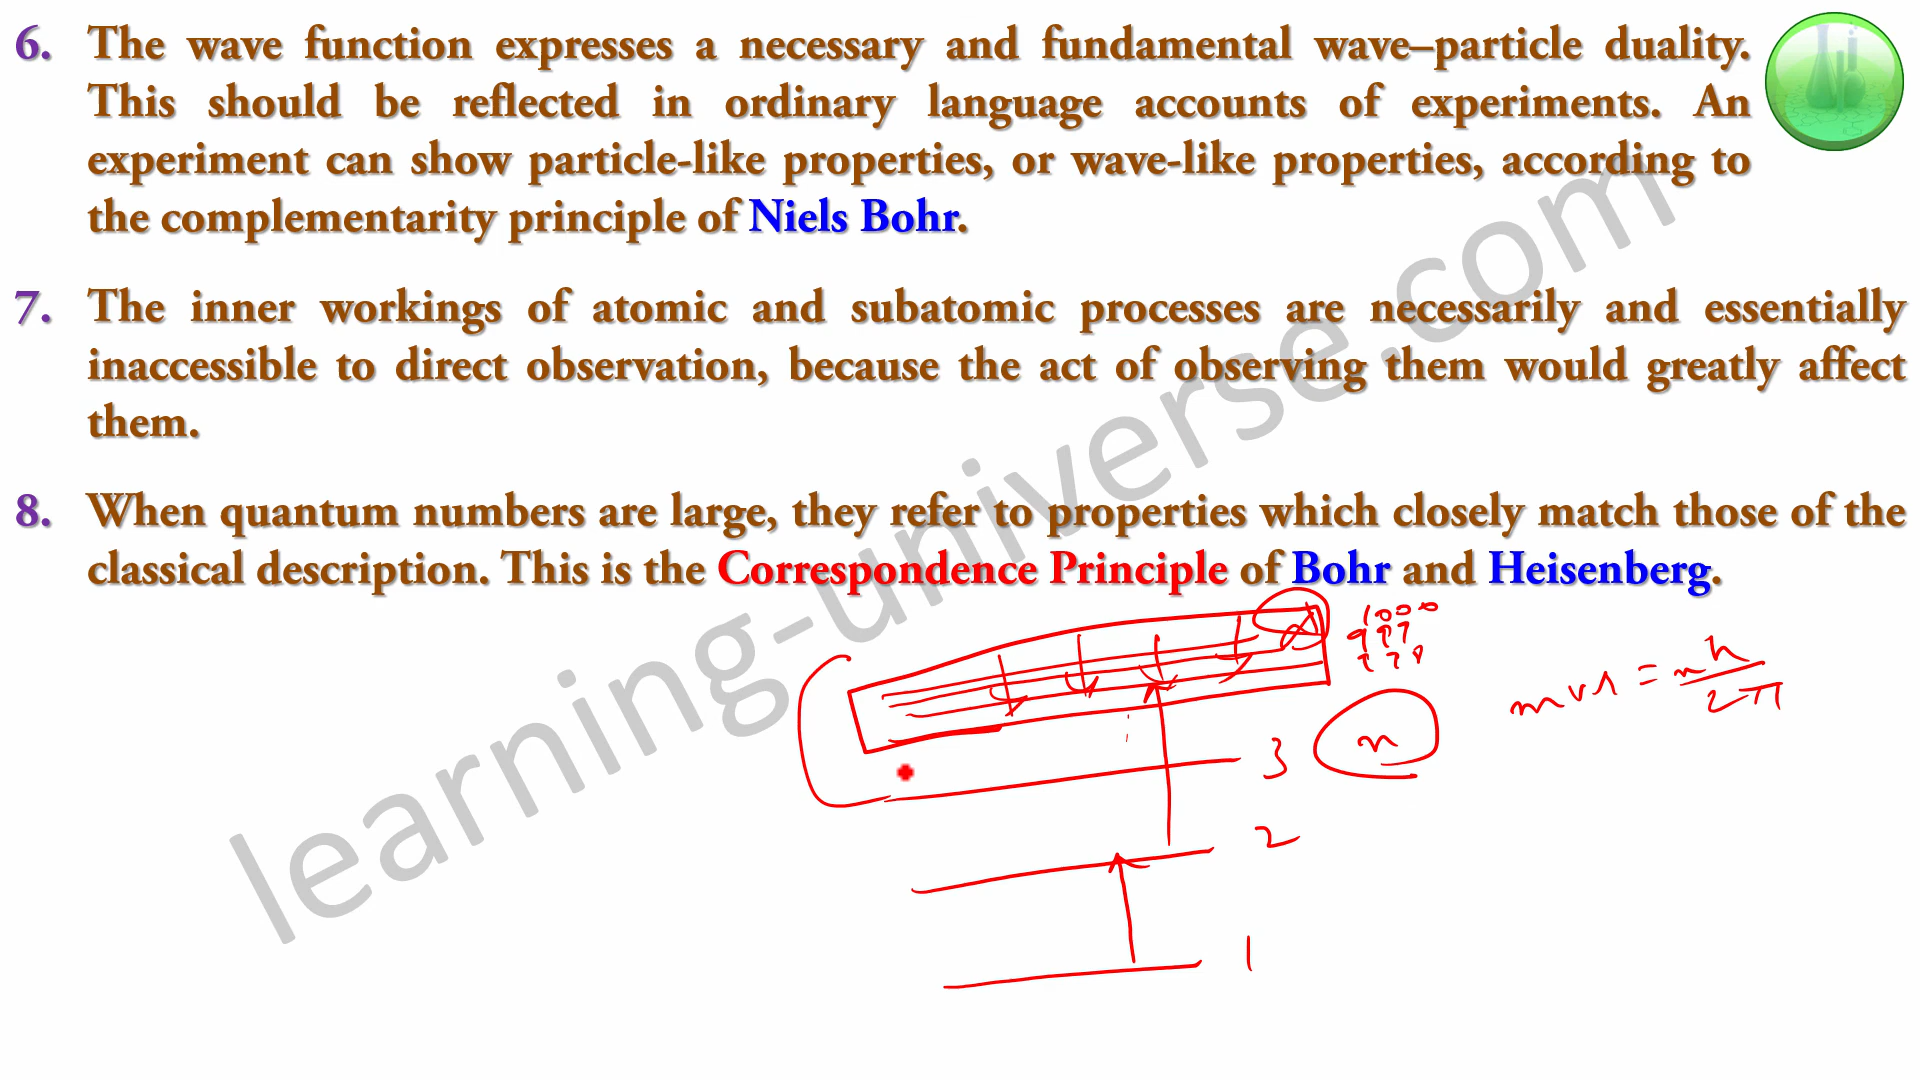 6. The wave function expresses a necessary and fundamental wave–particle duality.
This should be reflected in ordinary language accounts of experiments. An
experiment can show particle-like properties, or wave-like properties, according to
the complementarity principle of Niels Bohr.
7. The inner workings of atomic and subatomic processes are necessarily and essentially
inaccessible to direct observation, because the act of observing them would greatly affect
them.
8. When quantum numbers are large, they refer to properties which closely match those of the
classical description. This is the Correspondence Principle of Bohr and Heisenberg.
1000
997
mvr = nh/2π
3
n
2
1
learning-universe.com